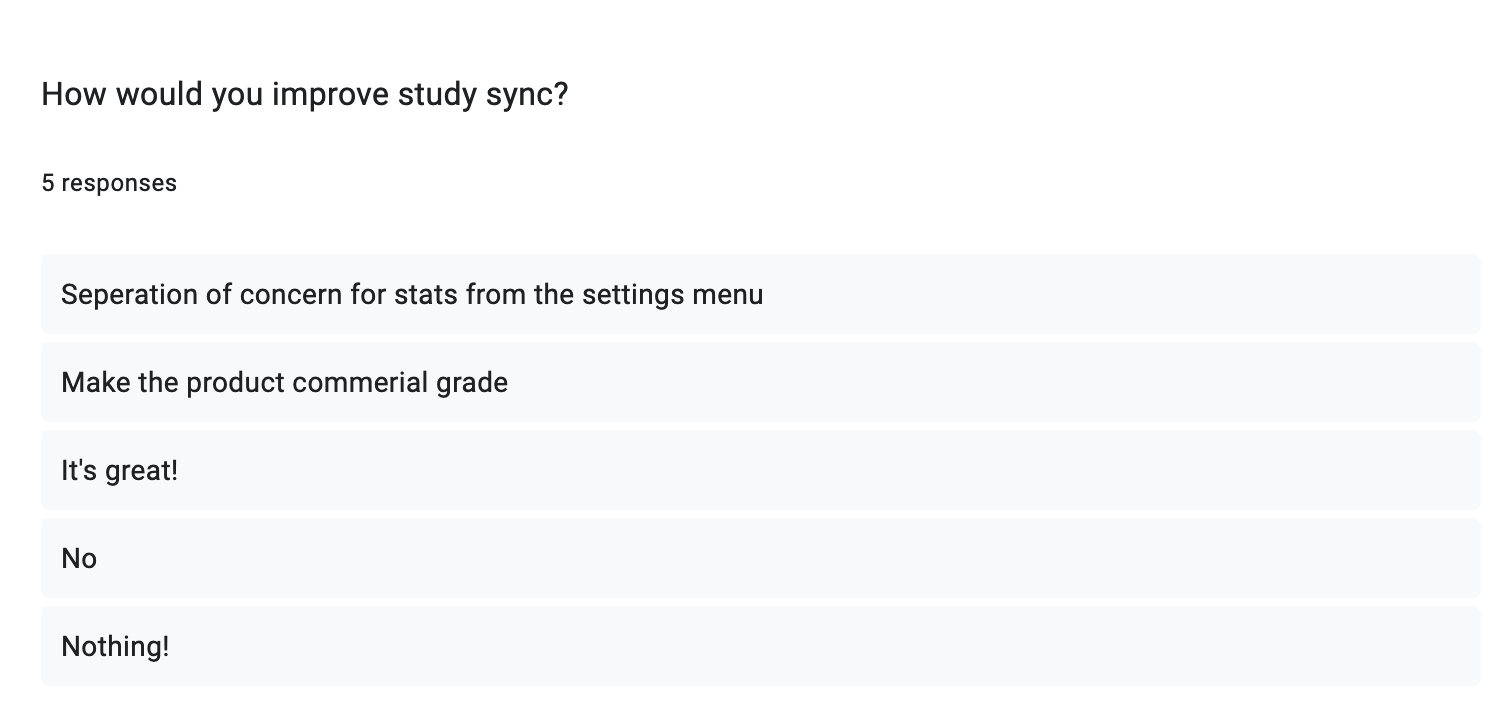 How would you improve study sync?
5 responses
Seperation of concern for stats from the settings menu
Make the product commerial grade
It's great!
No
Nothing!